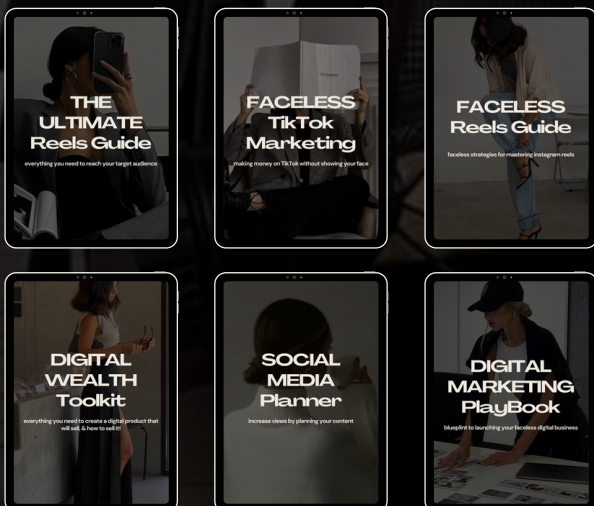 THE
ULTIMATE
Reels Guide
everything you need to reach your target audience
FACELESS
TikTok
Marketing
making money on TikTok without showing your face
FACELESS
Reels Guide
faceless strategies for mastering instagram reels
DIGITAL
WEALTH
Toolkit
everything you need to create a digital product that
will sell, & how to sell it!
SOCIAL
MEDIA
Planner
increase views by planning your content
DIGITAL
MARKETING
PlayBook
blueplint to launching your faceless digital business